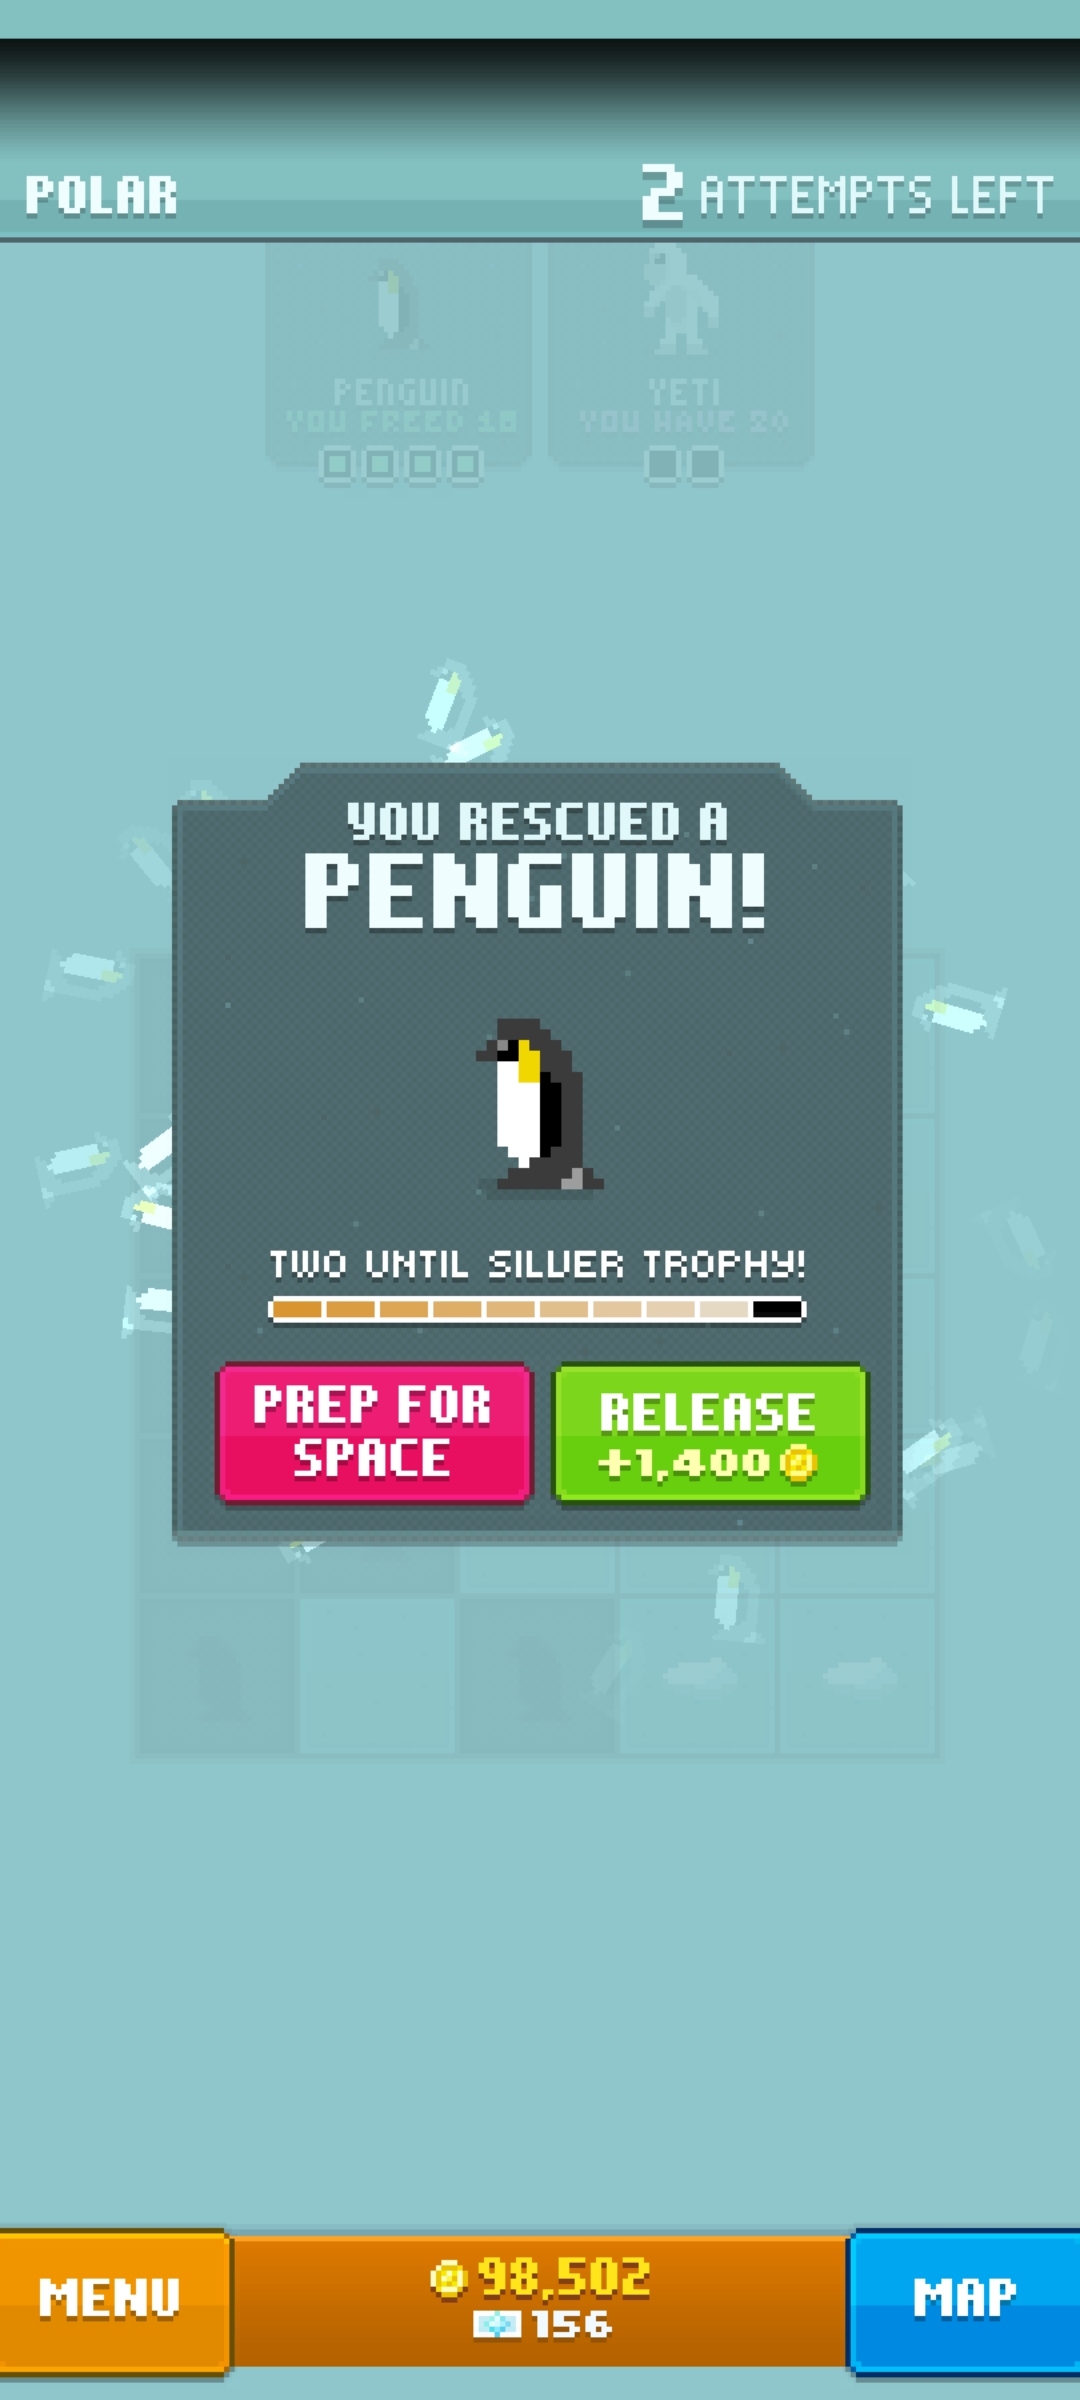 POLAR
2 ATTEMPTS LEFT
PENGUIN
YOU FREED 18
YETI
YOU HAVE 20
YOU RESCUED A
PENGUIN!
TWO UNTIL SILVER TROPHY!
PREP FOR
SPACE
RELEASE
+1,400
MENU
98,502
156
MAP